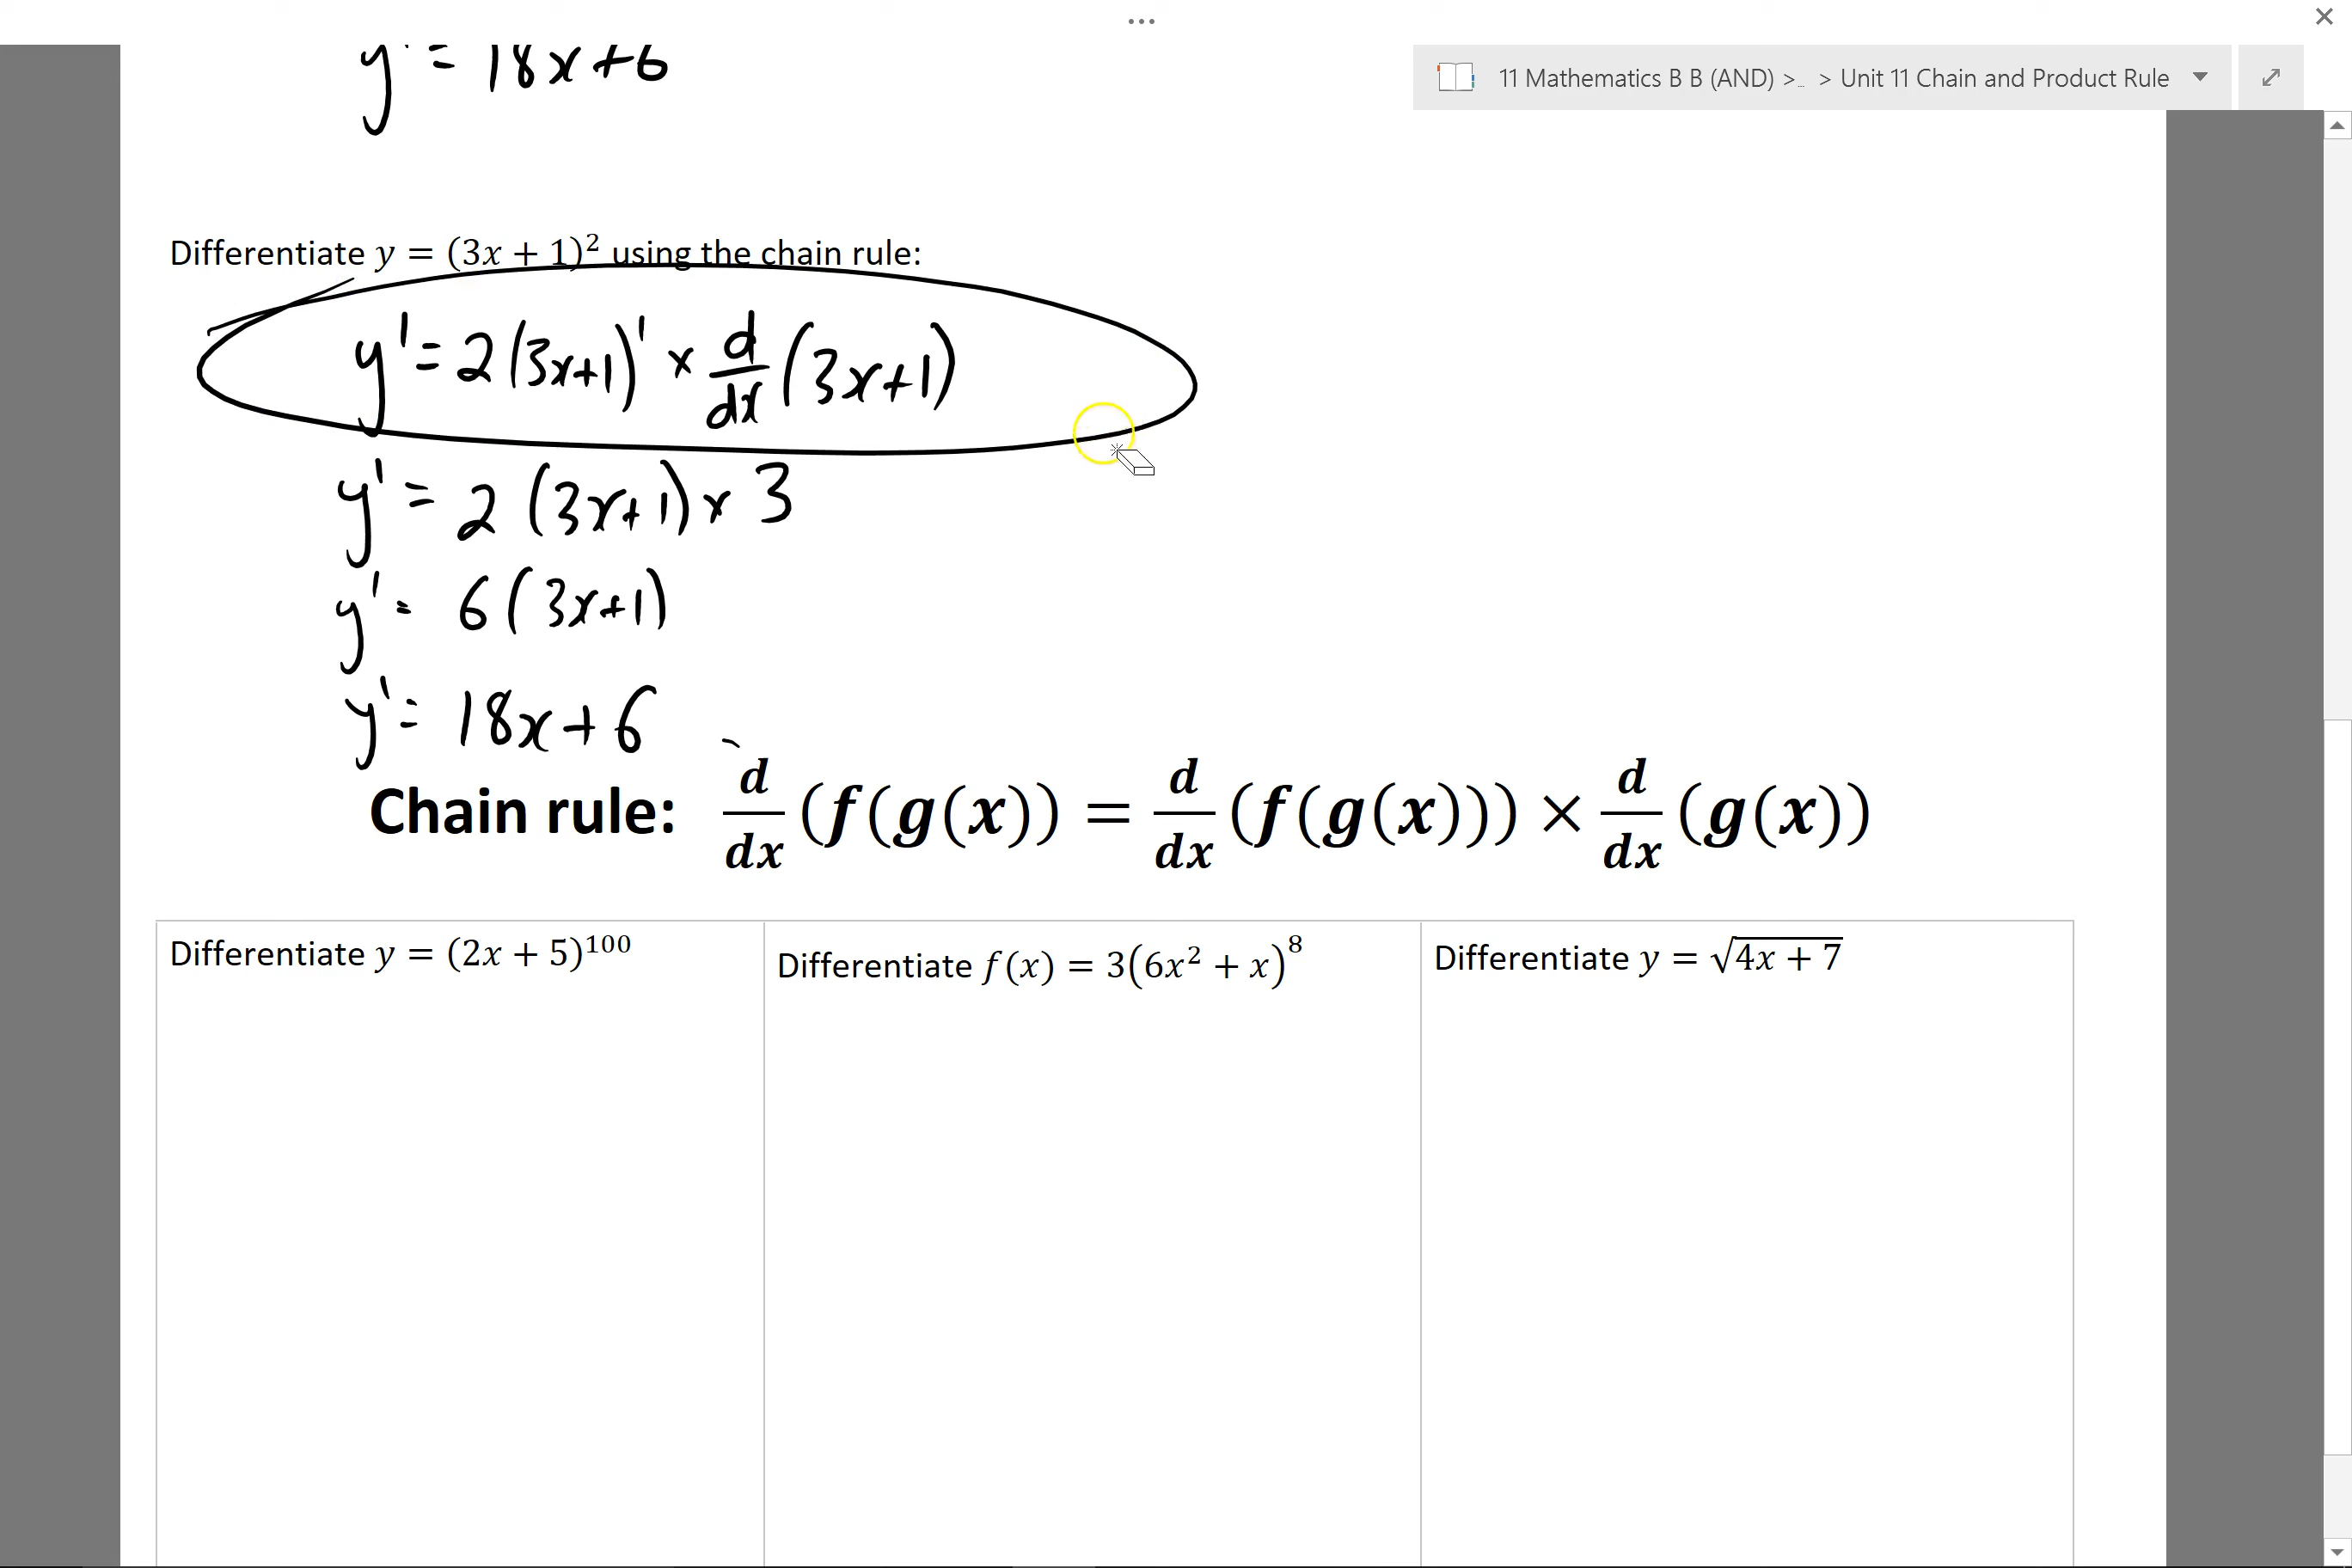 ...
y' = 18x+6
11 Mathematics B B (AND) >... > Unit 11 Chain and Product Rule
Differentiate y = (3x + 1)² using the chain rule:
y' = 2(3x+1)¹ × d/dx (3x+1)
y' = 2(3x+1) × 3
y' = 6(3x+1)
y' = 18x+6
Chain rule: d/dx (f(g(x)) = d/dx (f(g(x))) × d/dx (g(x))
Differentiate y = (2x + 5)¹⁰⁰
Differentiate f(x) = 3(6x² + x)⁸
Differentiate y = √(4x + 7)